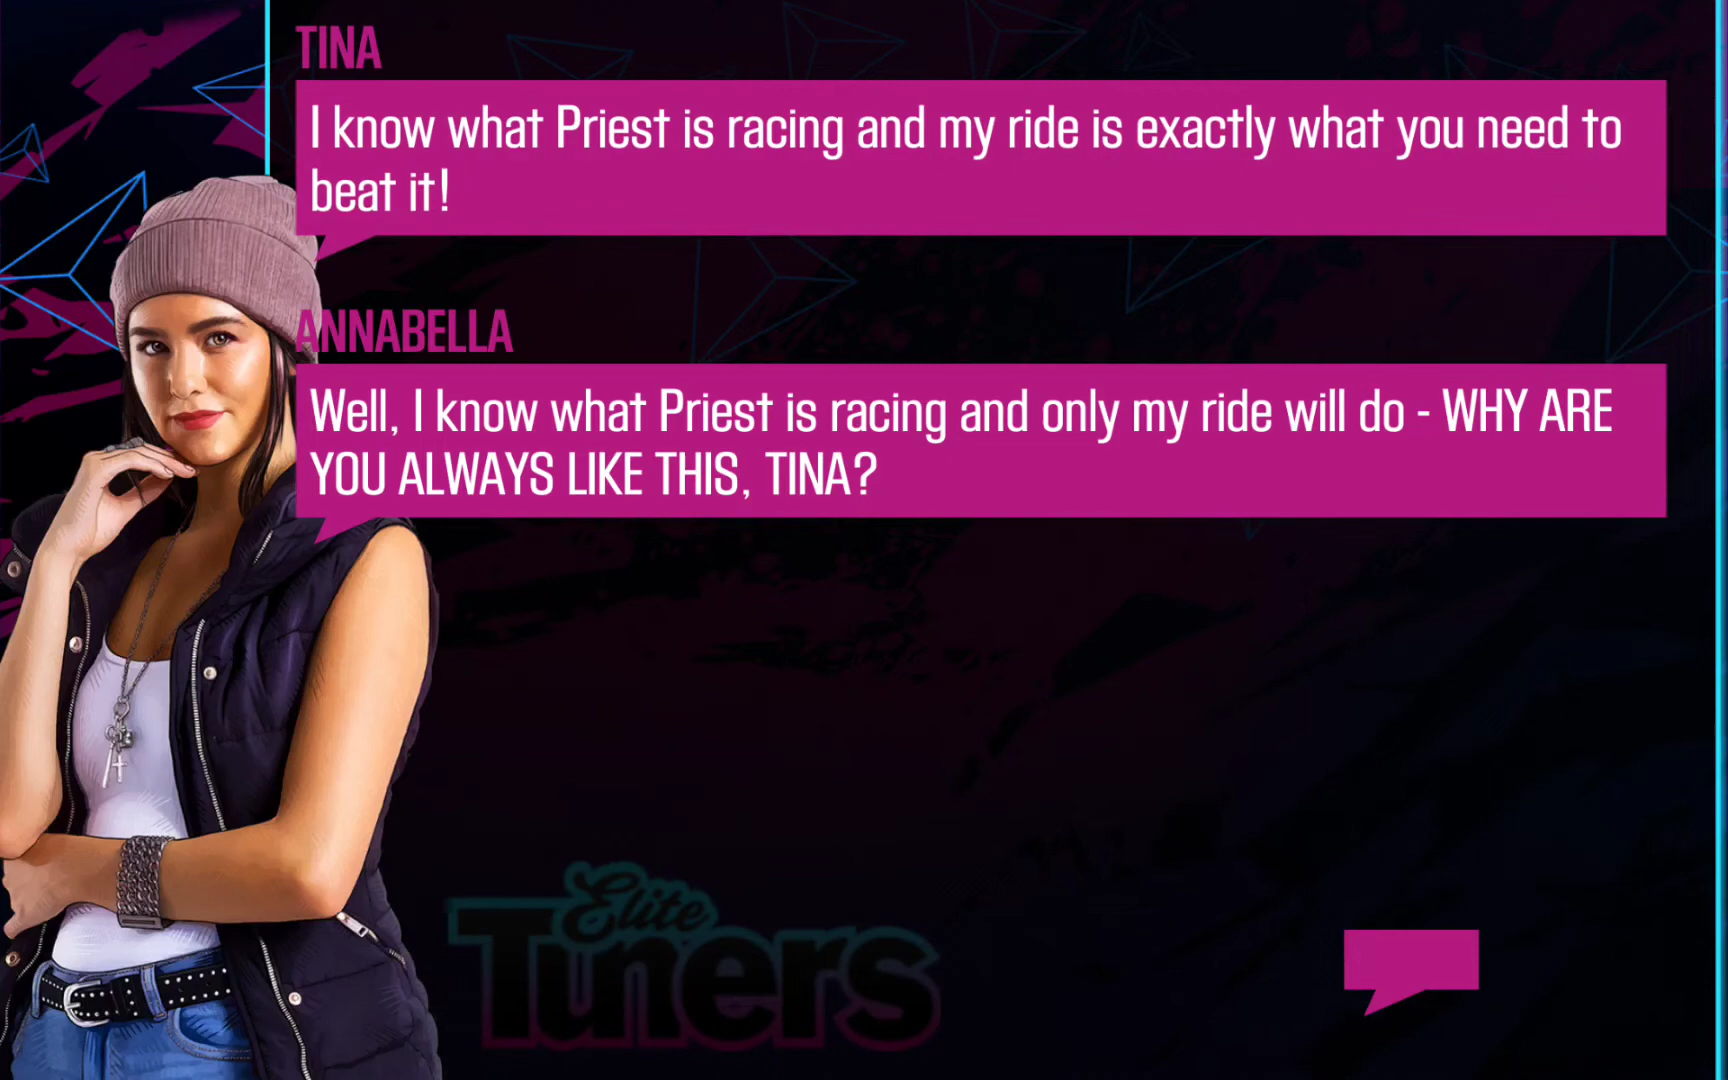 TINA
I know what Priest is racing and my ride is exactly what you need to
beat it!
ANNABELLA
Well, I know what Priest is racing and only my ride will do - WHY ARE
YOU ALWAYS LIKE THIS, TINA?
Elite
Tuners